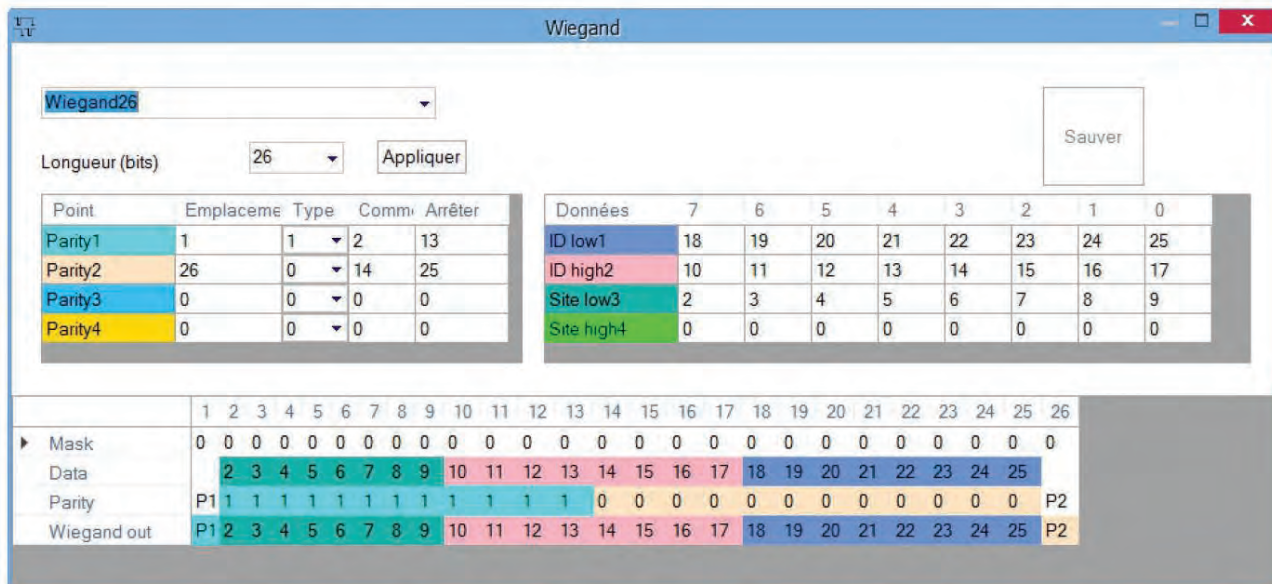 Wiegand
Wiegand26
Sauver
Longueur (bits) 26 Appliquer
Point Emplaceme Type Comm Arrêter
Parity1 1 1 2 13
Parity2 26 0 14 25
Parity3 0 0 0 0
Parity4 0 0 0 0
Données 7 6 5 4 3 2 1 0
ID low1 18 19 20 21 22 23 24 25
ID high2 10 11 12 13 14 15 16 17
Site low3 2 3 4 5 6 7 8 9
Site high4 0 0 0 0 0 0 0 0
1 2 3 4 5 6 7 8 9 10 11 12 13 14 15 16 17 18 19 20 21 22 23 24 25 26
Mask 0 0 0 0 0 0 0 0 0 0 0 0 0 0 0 0 0 0 0 0 0 0 0 0 0 0
Data 2 3 4 5 6 7 8 9 10 11 12 13 14 15 16 17 18 19 20 21 22 23 24 25
Parity P1 1 1 1 1 1 1 1 1 1 1 1 1 0 0 0 0 0 0 0 0 0 0 0 0 P2
Wiegand out P1 2 3 4 5 6 7 8 9 10 11 12 13 14 15 16 17 18 19 20 21 22 23 24 25 P2